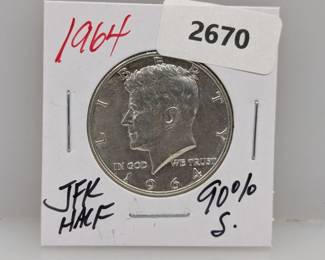 1964
2670
LIBERTY
IN GOD WE TRUST
1964
JFK
HALF
90%
S.